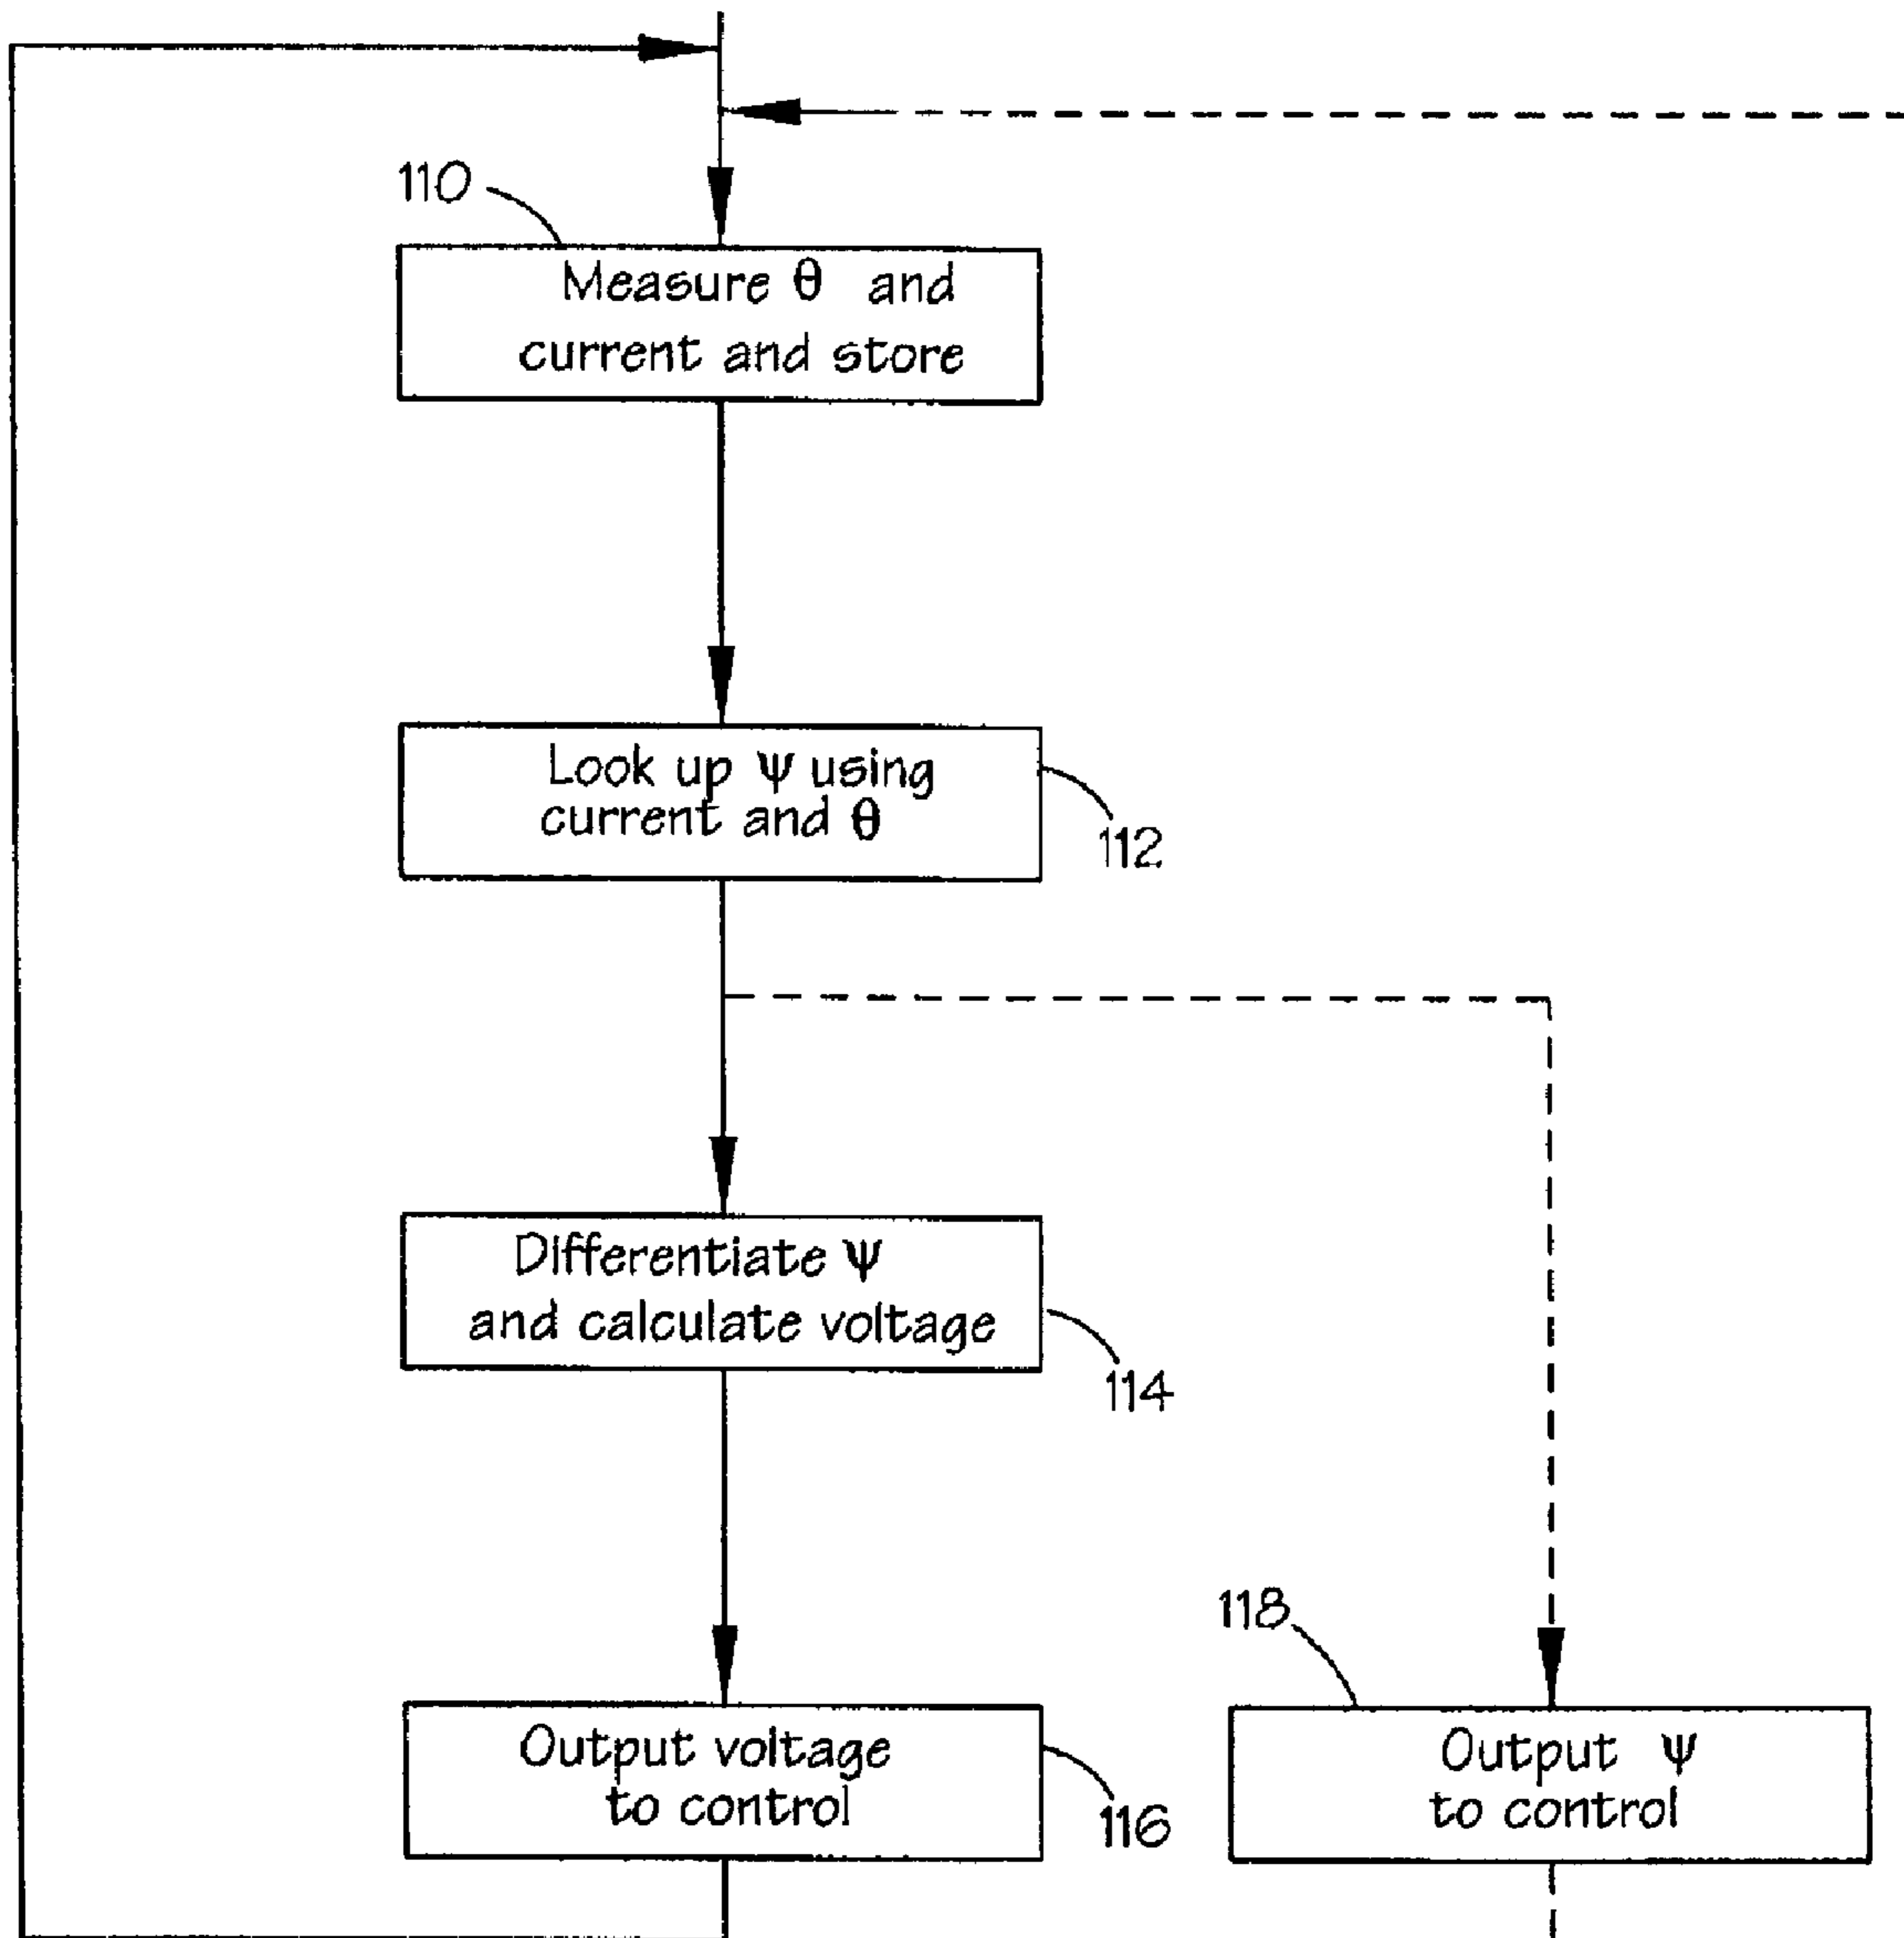 110
Measure θ and
current and store
Look up ψ using
current and θ
112
Differentiate ψ
and calculate voltage
114
118
Output voltage
to control
116
Output ψ
to control